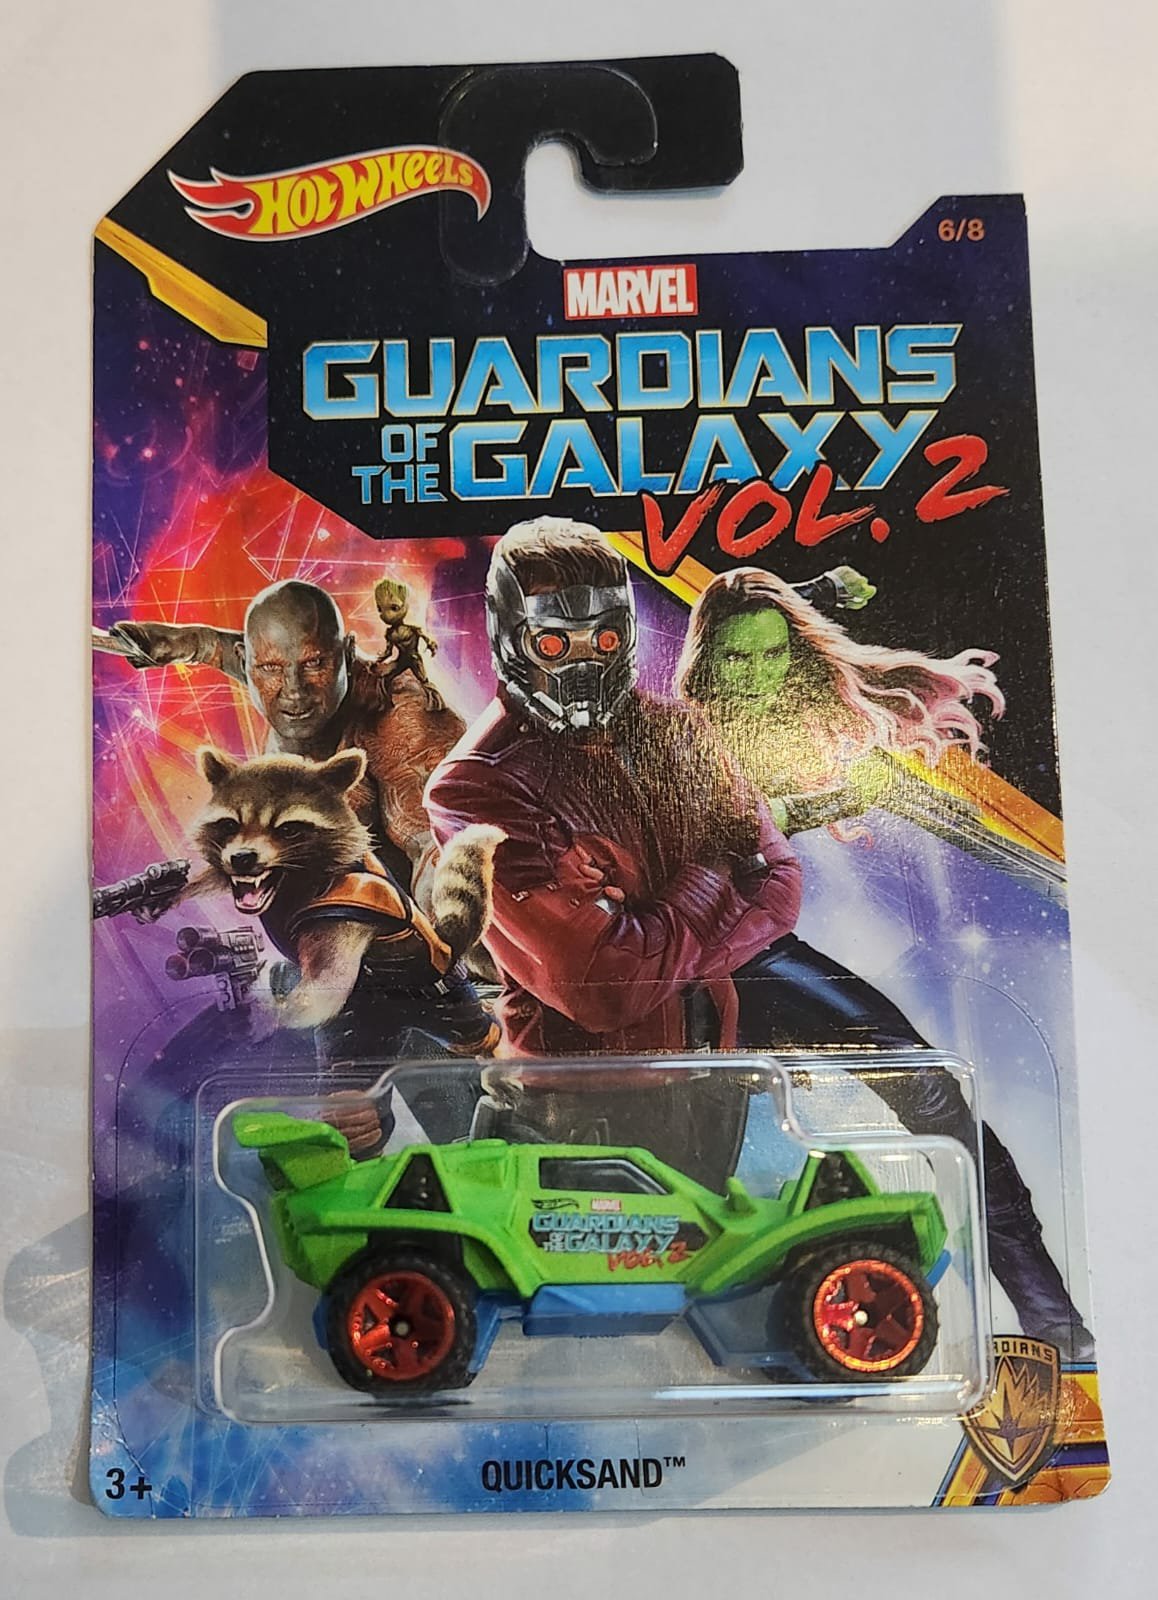 HOT WHEELS
6/8
MARVEL
GUARDIANS
OF THE GALAXY
VOL. 2
MARVEL
GUARDIANS
OF THE GALAXY
VOL. 2
RDIANS
3+
QUICKSAND™